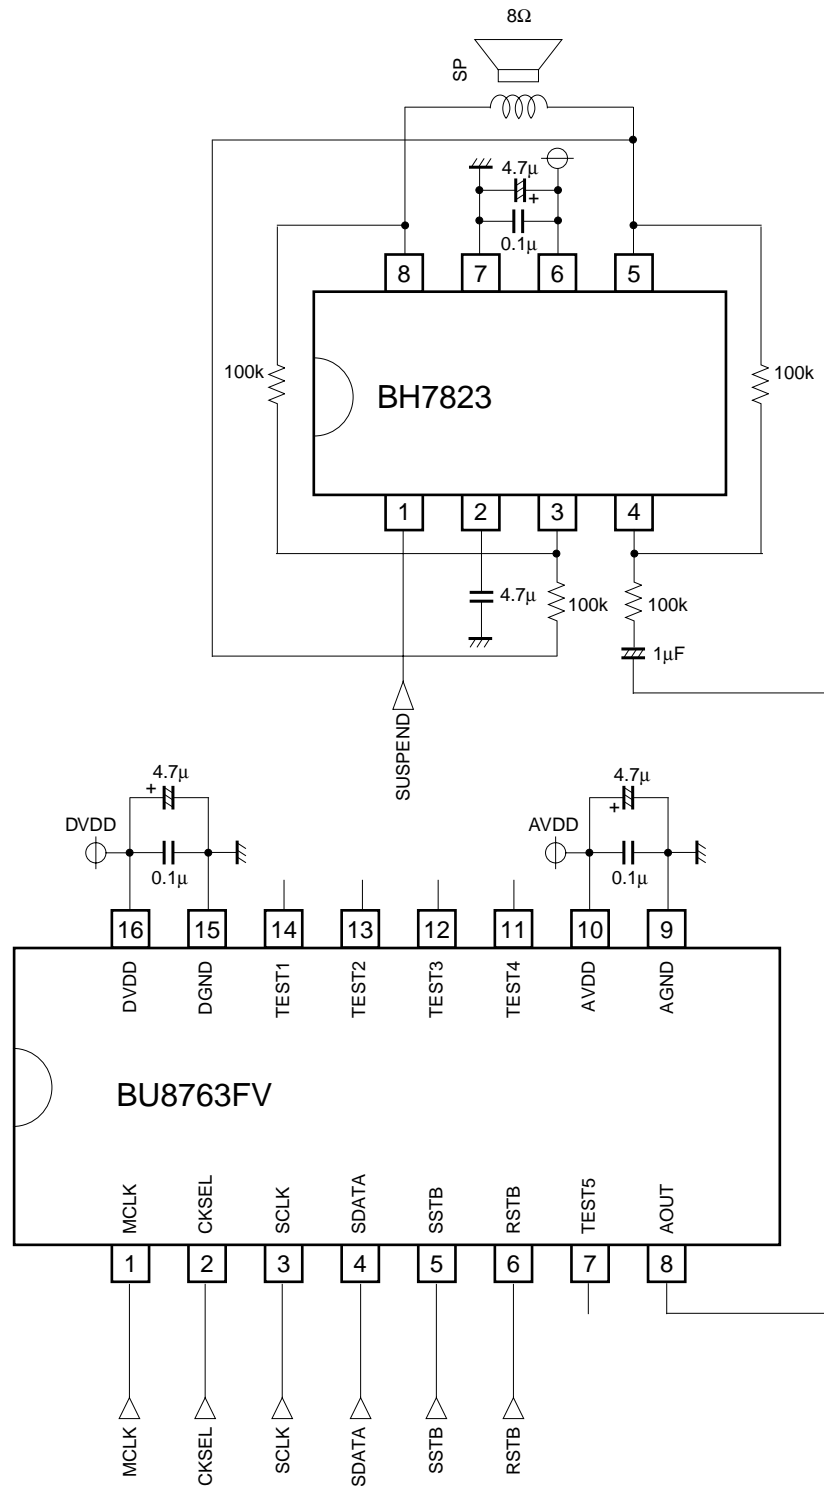 8Ω
SP
4.7μ
+
0.1μ
8
7
6
5
100k
BH7823
100k
1
2
3
4
4.7μ
100k
100k
1μF
SUSPEND
4.7μ
+
DVDD
0.1μ
4.7μ
+
AVDD
0.1μ
16
15
14
13
12
11
10
9
DVDD
DGND
TEST1
TEST2
TEST3
TEST4
AVDD
AGND
BU8763FV
MCLK
CKSEL
SCLK
SDATA
SSTB
RSTB
TEST5
AOUT
1
2
3
4
5
6
7
8
MCLK
CKSEL
SCLK
SDATA
SSTB
RSTB